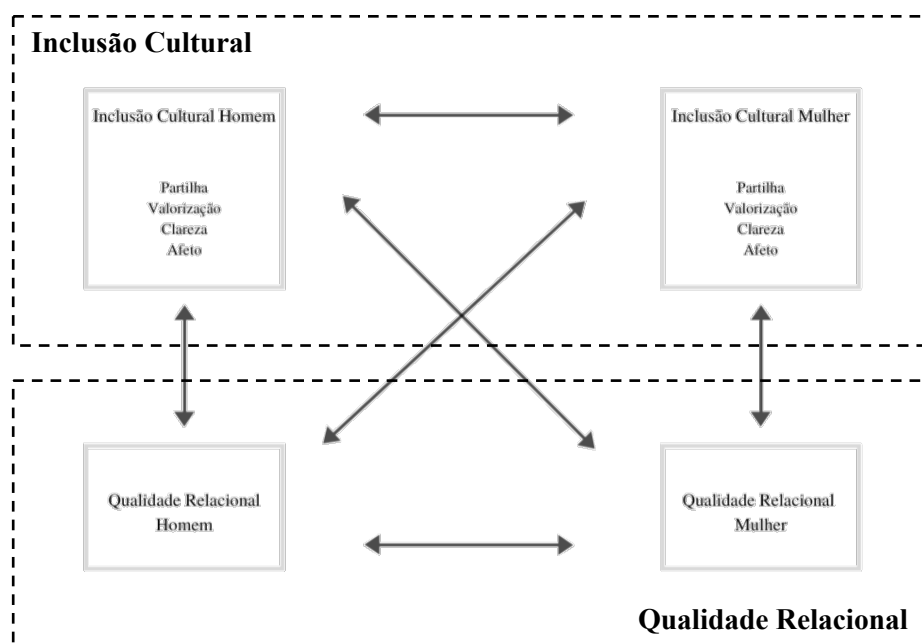 Inclusão Cultural
Inclusão Cultural Homem
Partilha
Valorização
Clareza
Afeto
Inclusão Cultural Mulher
Partilha
Valorização
Clareza
Afeto
Qualidade Relacional
Homem
Qualidade Relacional
Mulher
Qualidade Relacional